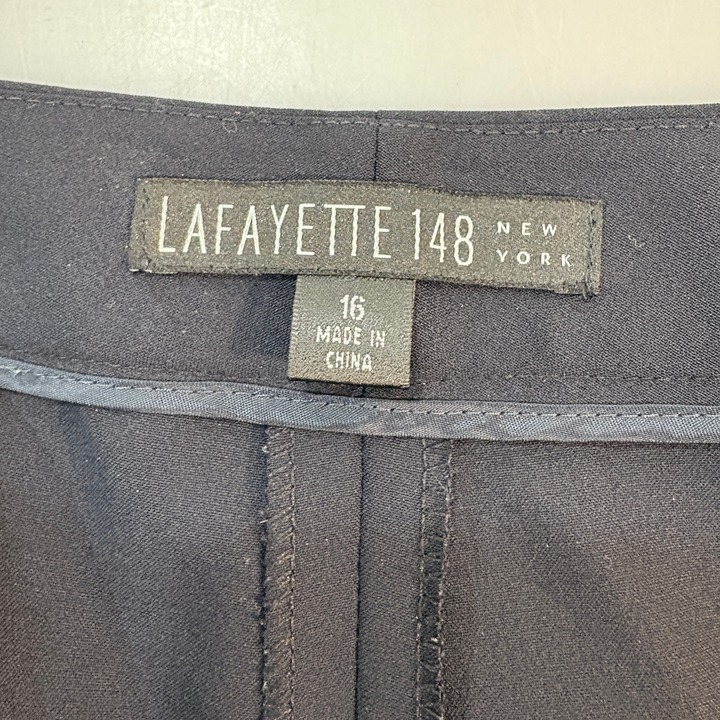 LAFAYETTE 148 NEW YORK
16
MADE IN
CHINA